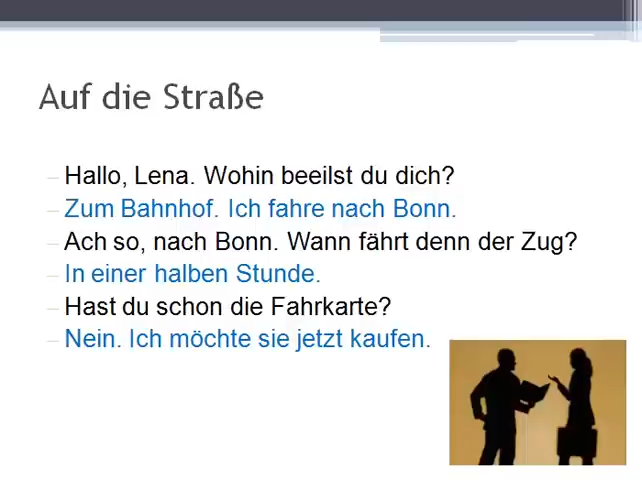 Auf die Straße
– Hallo, Lena. Wohin beeilst du dich?
– Zum Bahnhof. Ich fahre nach Bonn.
– Ach so, nach Bonn. Wann fährt denn der Zug?
– In einer halben Stunde.
– Hast du schon die Fahrkarte?
– Nein. Ich möchte sie jetzt kaufen.